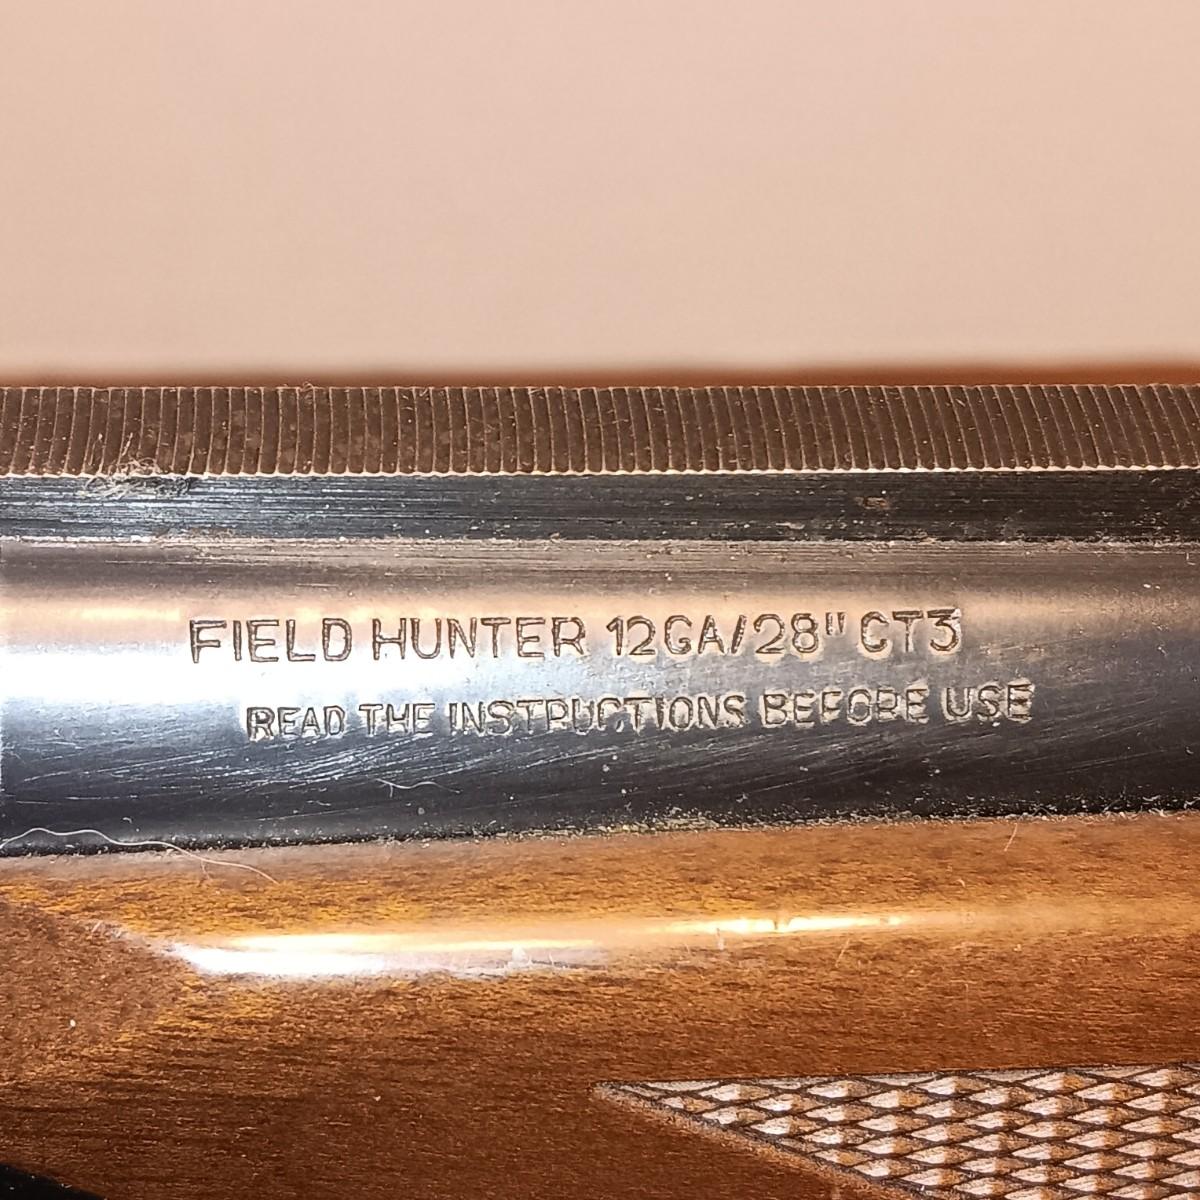 FIELD HUNTER 12GA/28" CT3
READ THE INSTRUCTIONS BEFORE USE